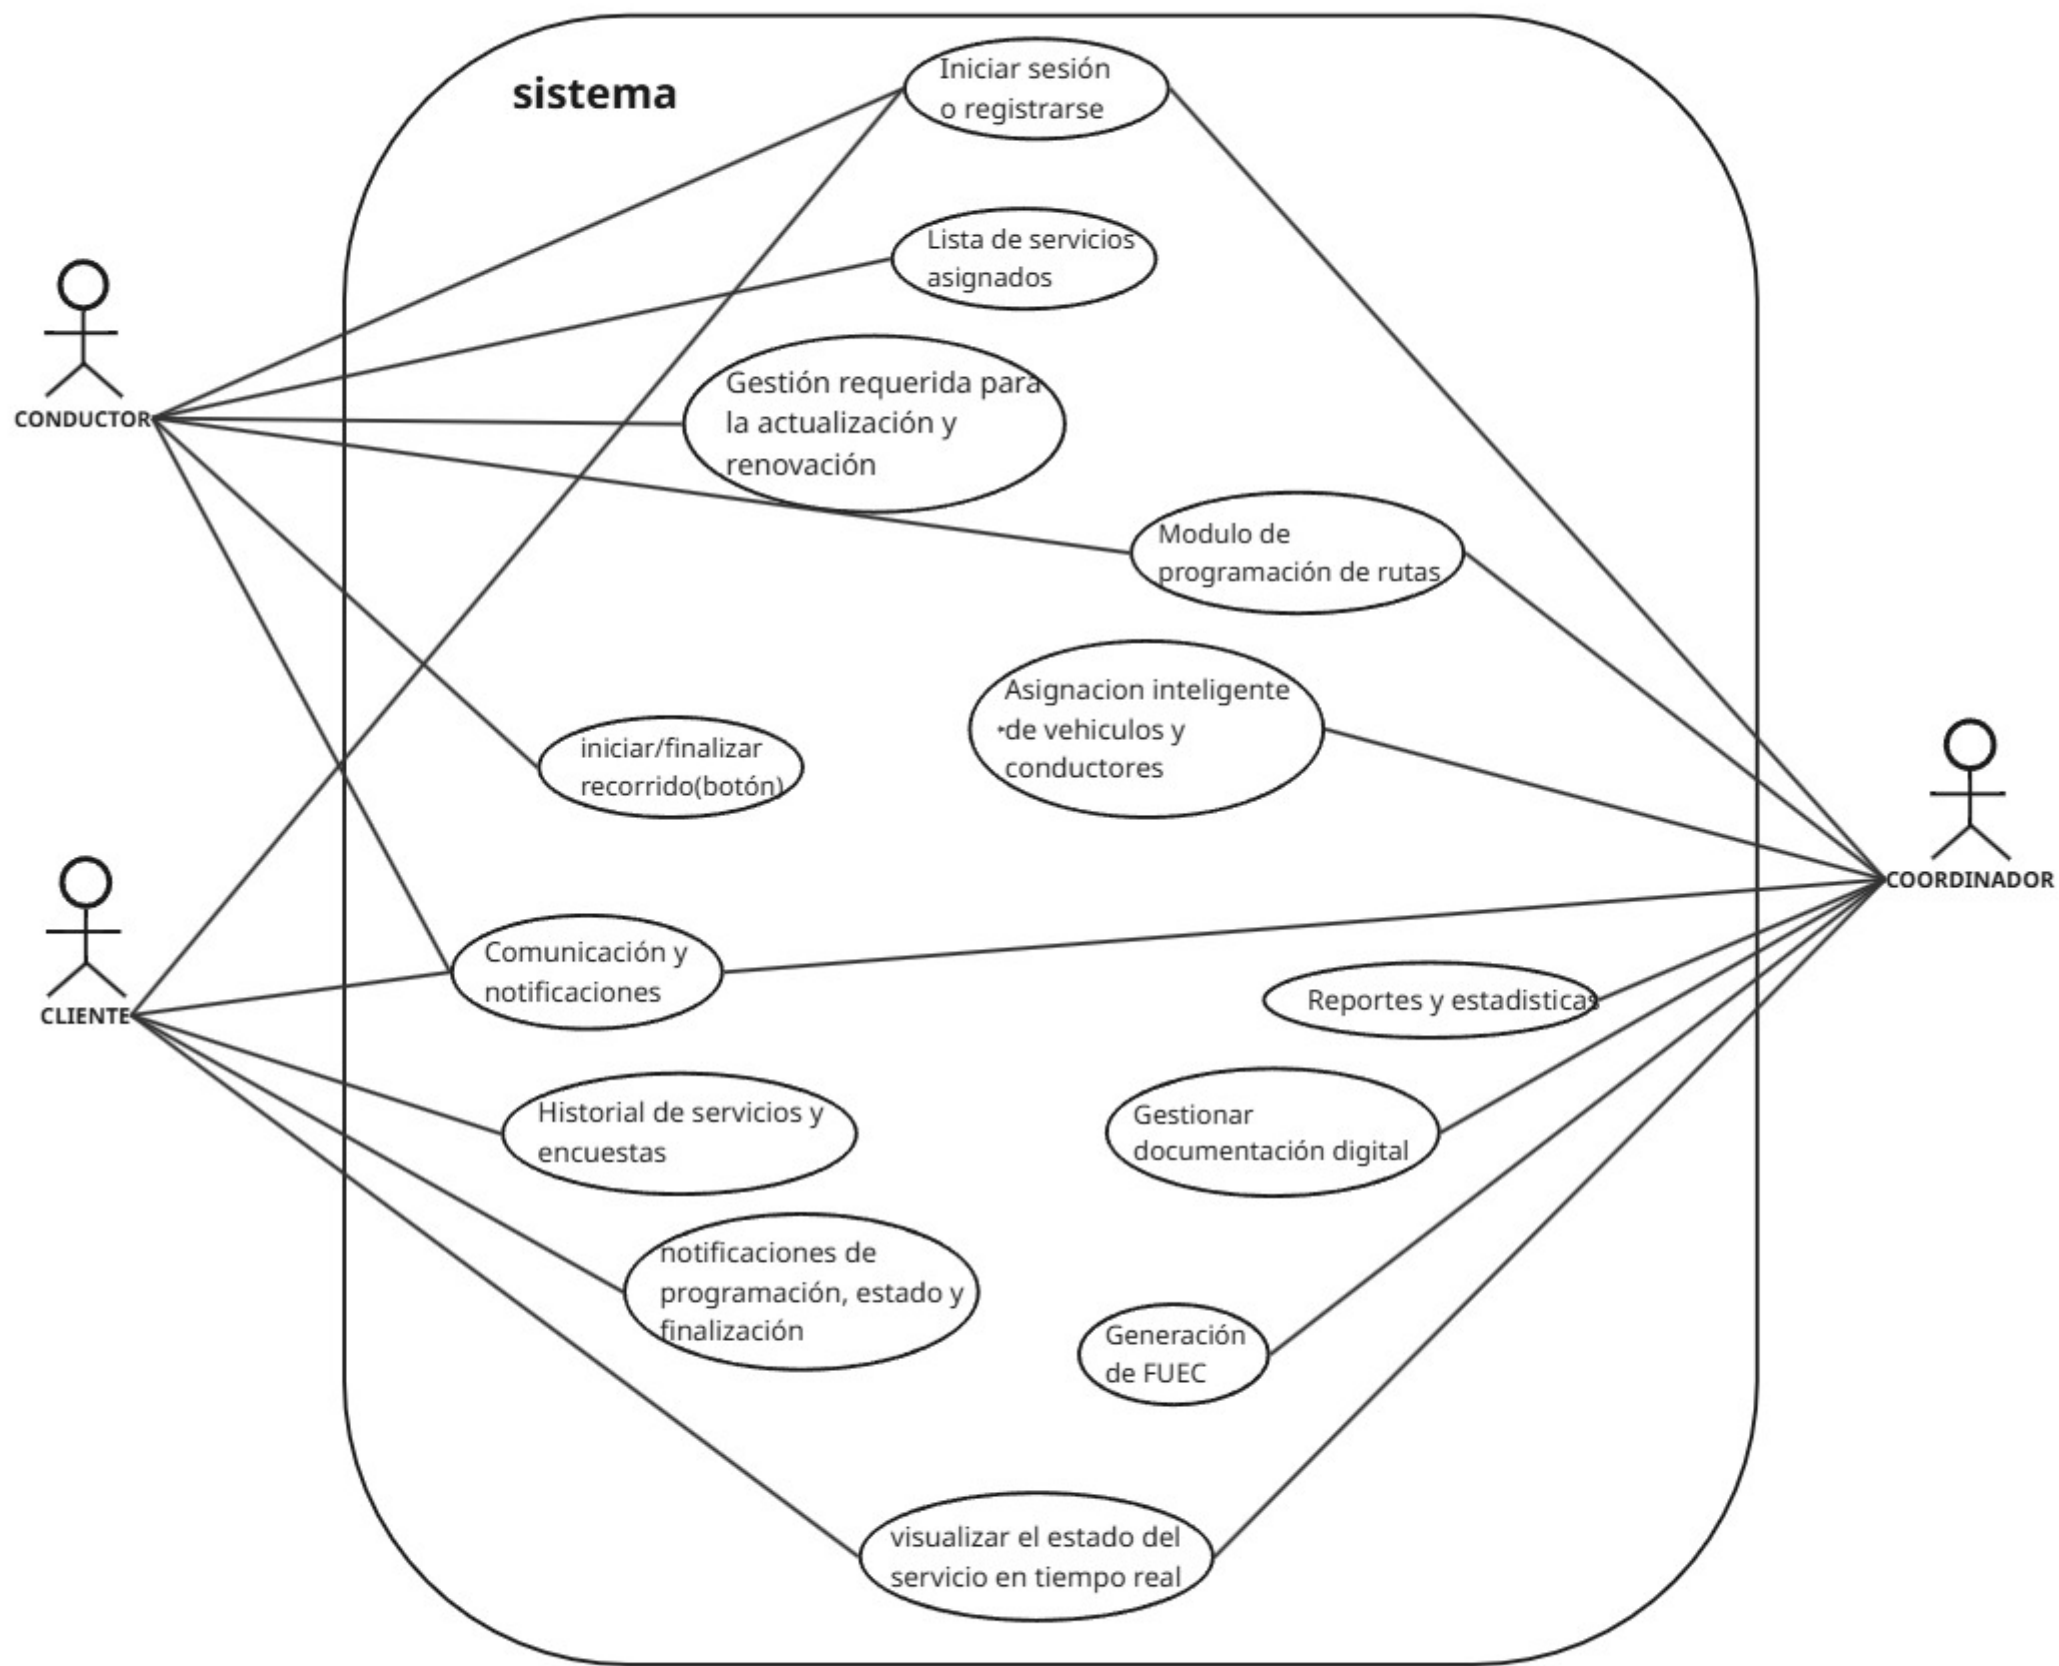 sistema
Iniciar sesión
o registrarse
Lista de servicios
asignados
CONDUCTOR
Gestión requerida para
la actualización y
renovación
Modulo de
programación de rutas
Asignacion inteligente
de vehiculos y
conductores
iniciar/finalizar
recorrido(botón)
COORDINADOR
Comunicación y
notificaciones
CLIENTE
Reportes y estadisticas
Historial de servicios y
encuestas
Gestionar
documentación digital
notificaciones de
programación, estado y
finalización
Generación
de FUEC
visualizar el estado del
servicio en tiempo real